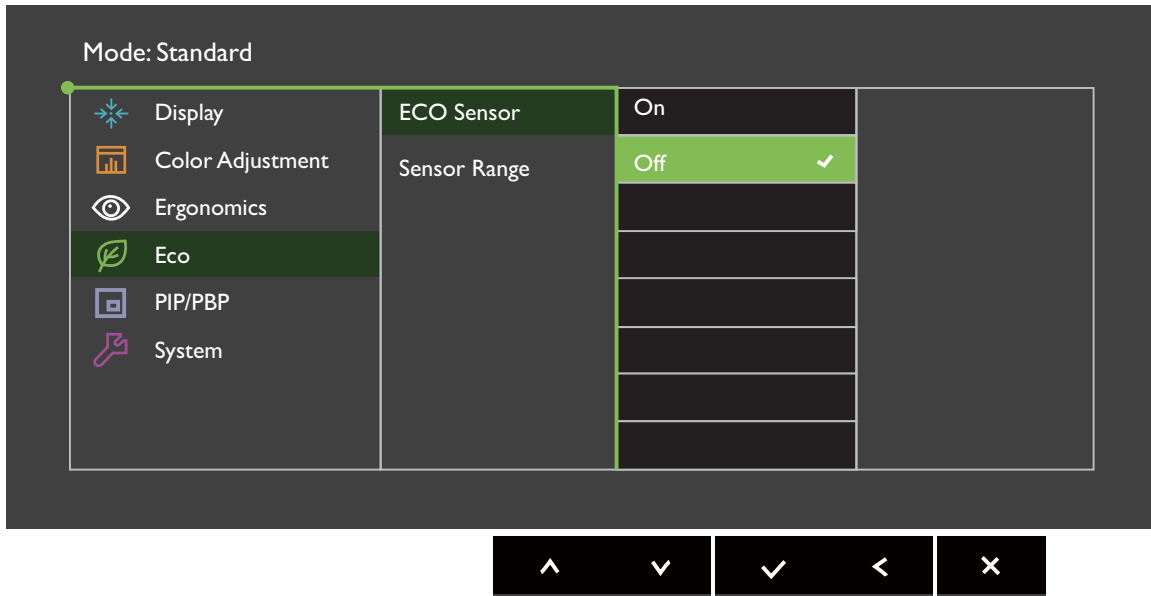 Mode: Standard
Display
Color Adjustment
Ergonomics
Eco
PIP/PBP
System
ECO Sensor
Sensor Range
On
Off